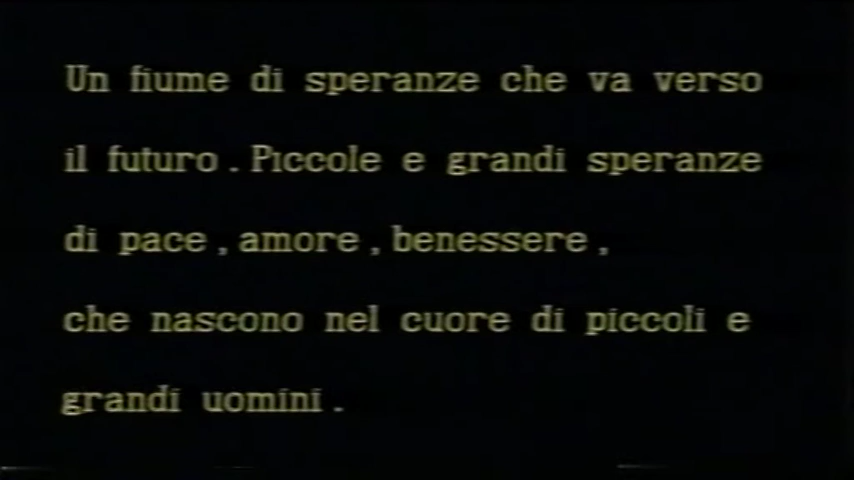 Un fiume di speranze che va verso
il futuro. Piccole e grandi speranze
di pace, amore, benessere,
che nascono nel cuore di piccoli e
grandi uomini.